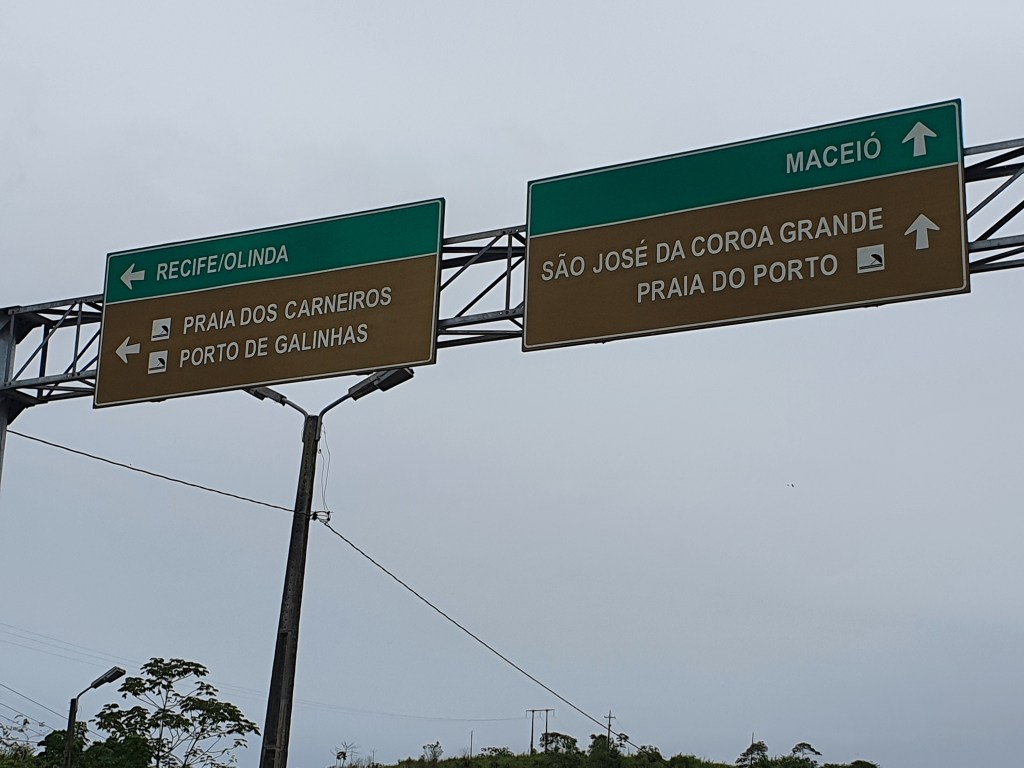 RECIFE/OLINDA
PRAIA DOS CARNEIROS
PORTO DE GALINHAS
MACEIÓ
SÃO JOSÉ DA COROA GRANDE
PRAIA DO PORTO